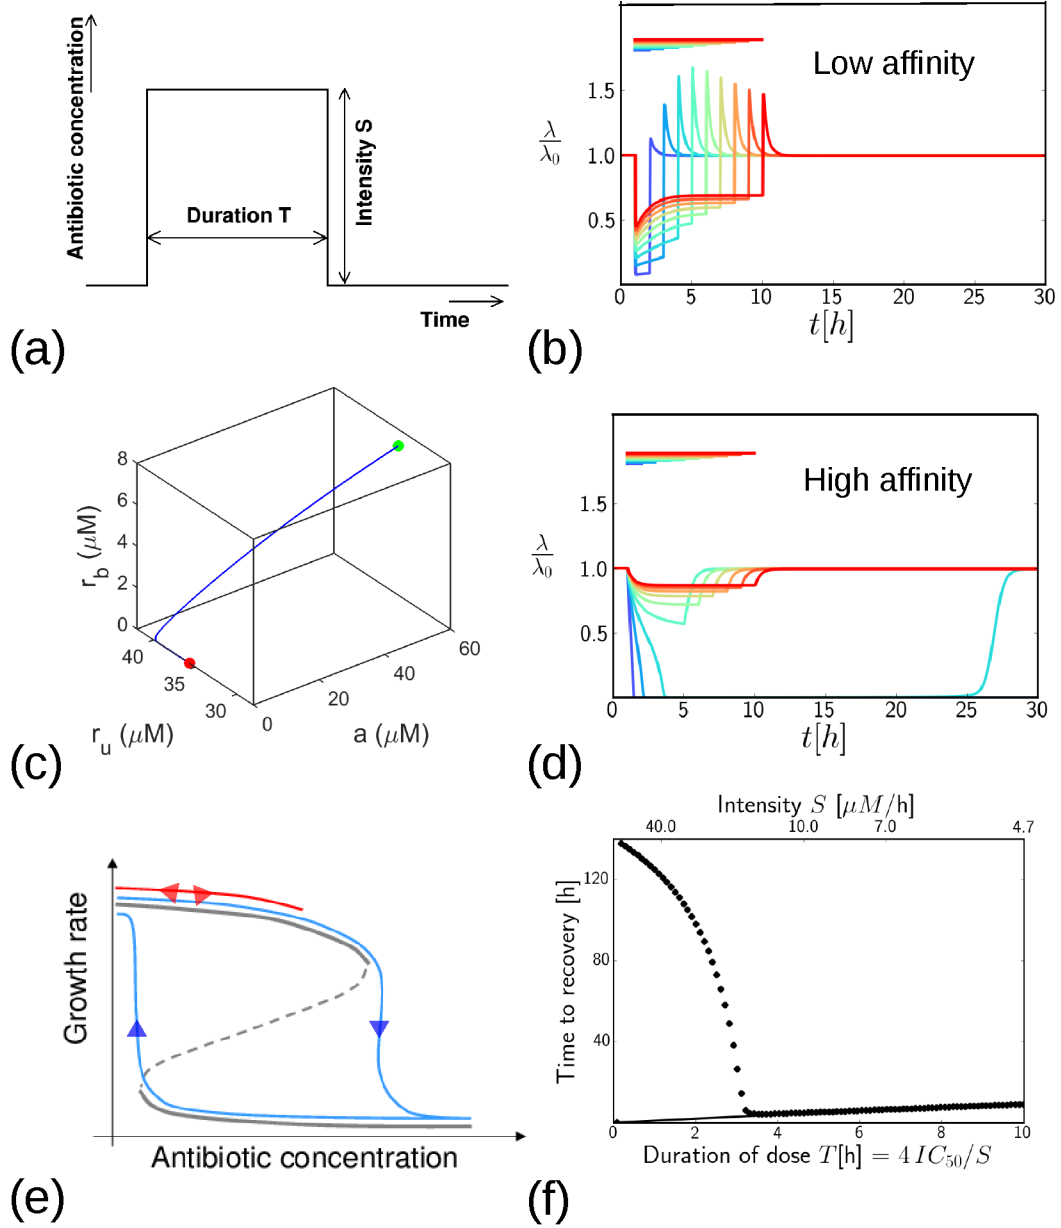 Antibiotic concentration
Duration T
Intensity S
Time
(a)
Low affinity
λ/λ0
1.5
1.0
0.5
0 5 10 15 20 25 30
t[h]
(b)
8
6
4
2
0
r_b (μM)
40
35
30
r_u (μM)
0
20
40
60
a (μM)
(c)
High affinity
λ/λ0
1.5
1.0
0.5
0 5 10 15 20 25 30
t[h]
(d)
Growth rate
Antibiotic concentration
(e)
Intensity S [μM/h]
40.0 10.0 7.0 4.7
Time to recovery [h]
120
80
40
0 2 4 6 8 10
Duration of dose T[h] = 4 IC50/S
(f)